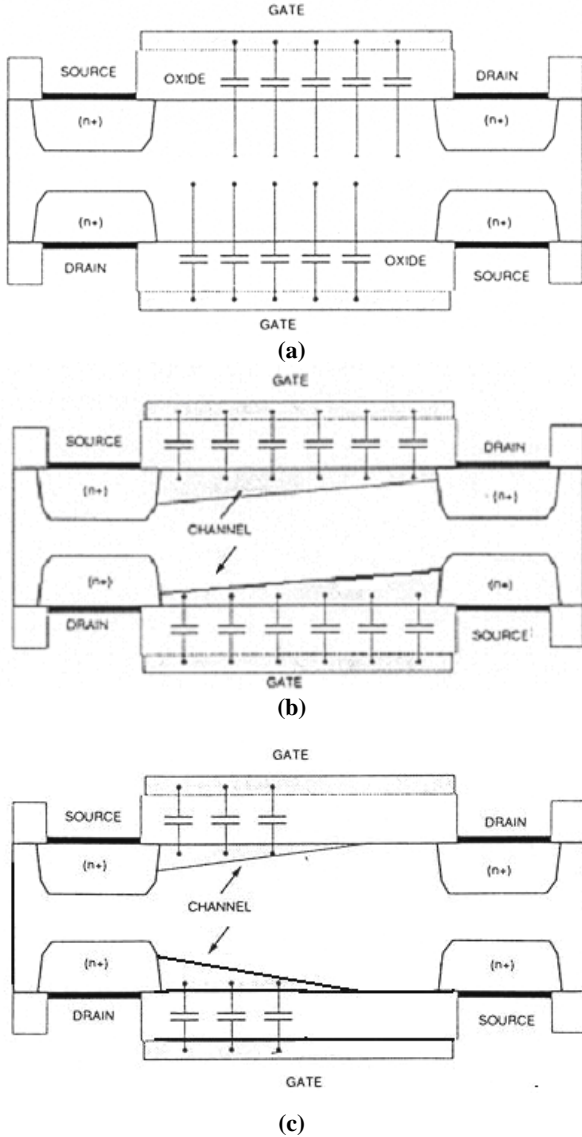 GATE
SOURCE OXIDE DRAIN
(n+) (n+)
(n+) (n+)
DRAIN OXIDE SOURCE
GATE
(a)
GATE
SOURCE DRAIN
(n+) (n+)
CHANNEL
(n+) (n+)
DRAIN SOURCE
GATE
(b)
GATE
SOURCE DRAIN
(n+) (n+)
CHANNEL
(n+) (n+)
DRAIN SOURCE
GATE
(c)